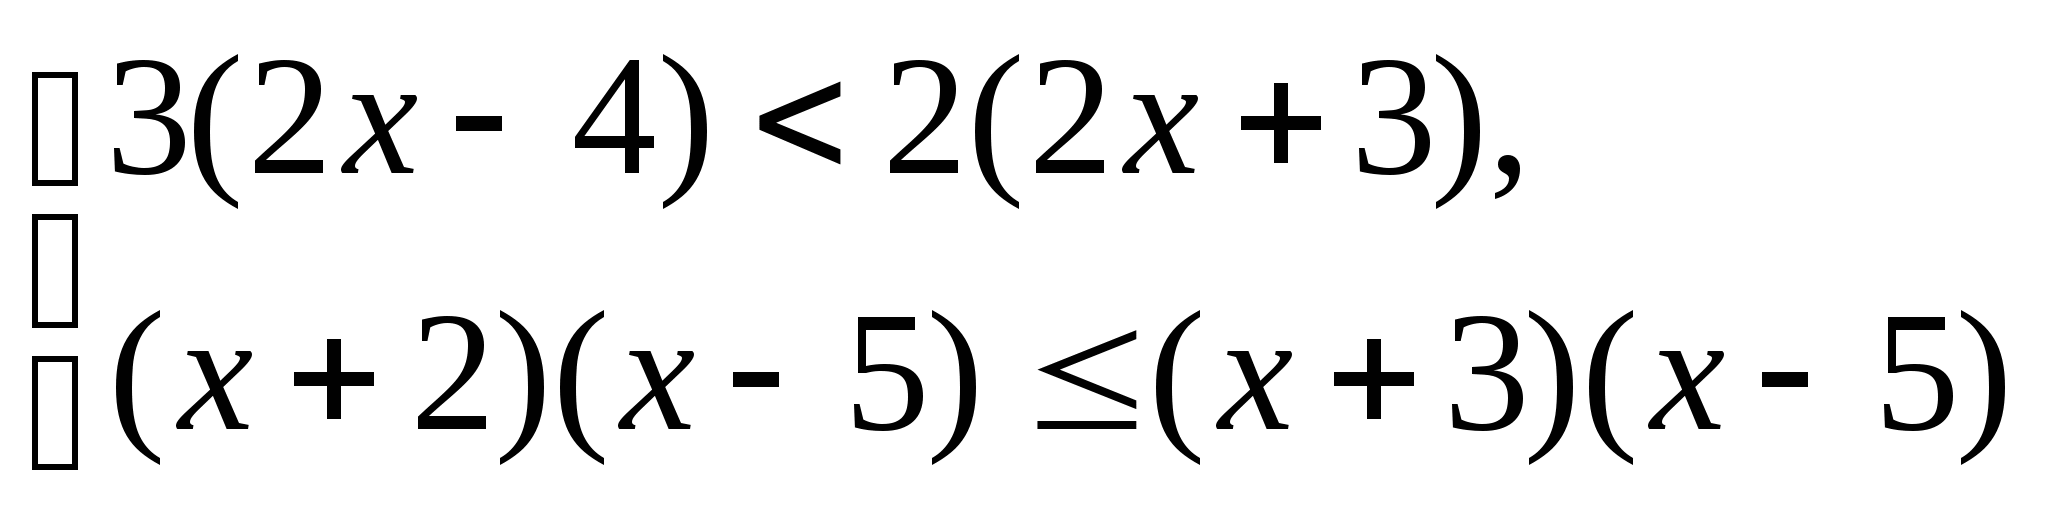 3(2x - 4) < 2(2x + 3),
(x + 2)(x - 5) ≤ (x + 3)(x - 5)